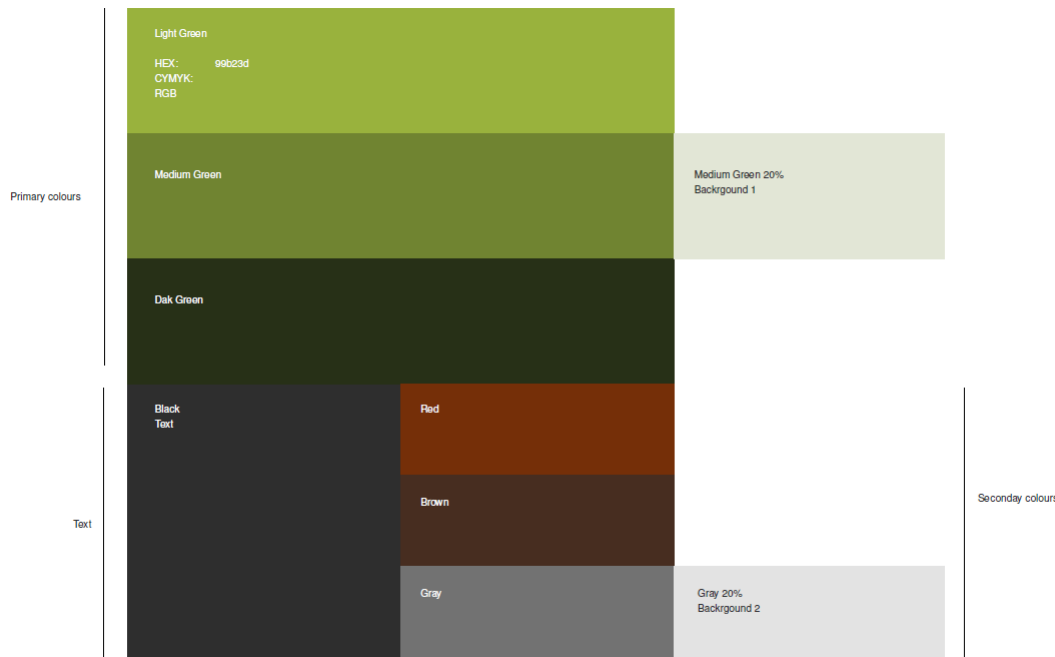 Light Green
HEX: 99b23d
CYMYK:
RGB
Primary colours
Medium Green
Medium Green 20%
Backrgound 1
Dak Green
Black
Text
Red
Brown
Text
Seconday colours
Gray
Gray 20%
Backrgound 2